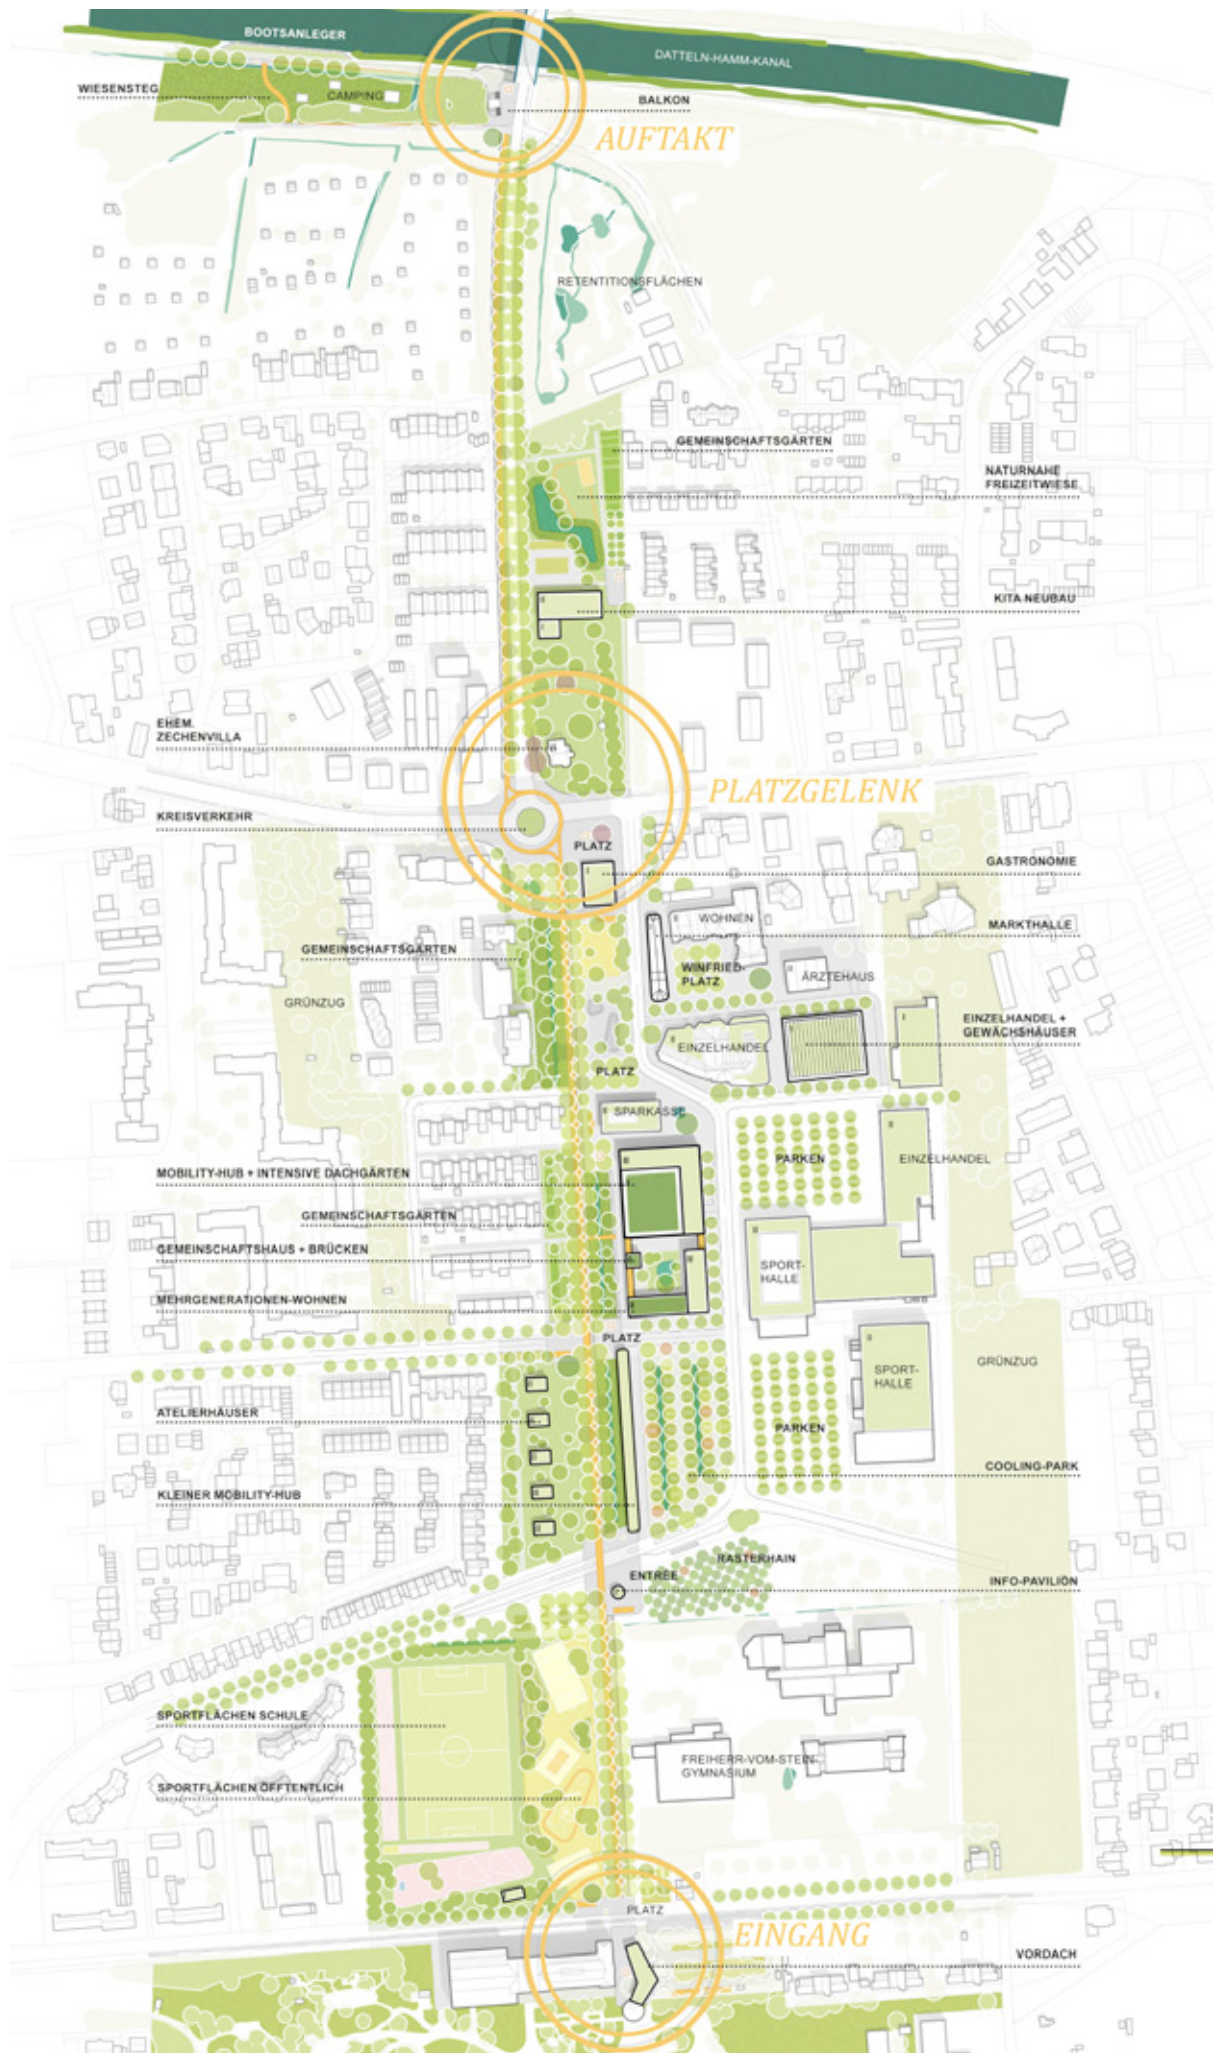 BOOTSANLEGER
DATTELN-HAMM-KANAL
WIESENSTEG
CAMPING
BALKON
AUFTAKT
RETENTITIONSFLÄCHEN
GEMEINSCHAFTSGÄRTEN
NATURNAHE
FREIZEITWIESE
KITA NEUBAU
EHEM.
ZECHENVILLA
PLATZGELENK
KREISVERKEHR
PLATZ
GASTRONOMIE
WOHNEN
MARKTHALLE
GEMEINSCHAFTSGÄRTEN
WINFRIED-
PLATZ
ÄRZTEHAUS
GRÜNZUG
EINZELHANDEL +
GEWÄCHSHÄUSER
EINZELHANDEL
PLATZ
SPARKASSE
MOBILITY-HUB + INTENSIVE DACHGÄRTEN
PARKEN
EINZELHANDEL
GEMEINSCHAFTSGÄRTEN
GEMEINSCHAFTSHAUS + BRÜCKEN
SPORT-
HALLE
MEHRGENERATIONEN-WOHNEN
PLATZ
GRÜNZUG
SPORT-
HALLE
ATELIERHÄUSER
PARKEN
COOLING-PARK
KLEINER MOBILITY-HUB
RASTERHAIN
ENTREE
INFO-PAVILION
SPORTFLÄCHEN SCHULE
FREIHERR-VOM-STEIN-
GYMNASIUM
SPORTFLÄCHEN ÖFFTENTLICH
PLATZ
EINGANG
VORDACH